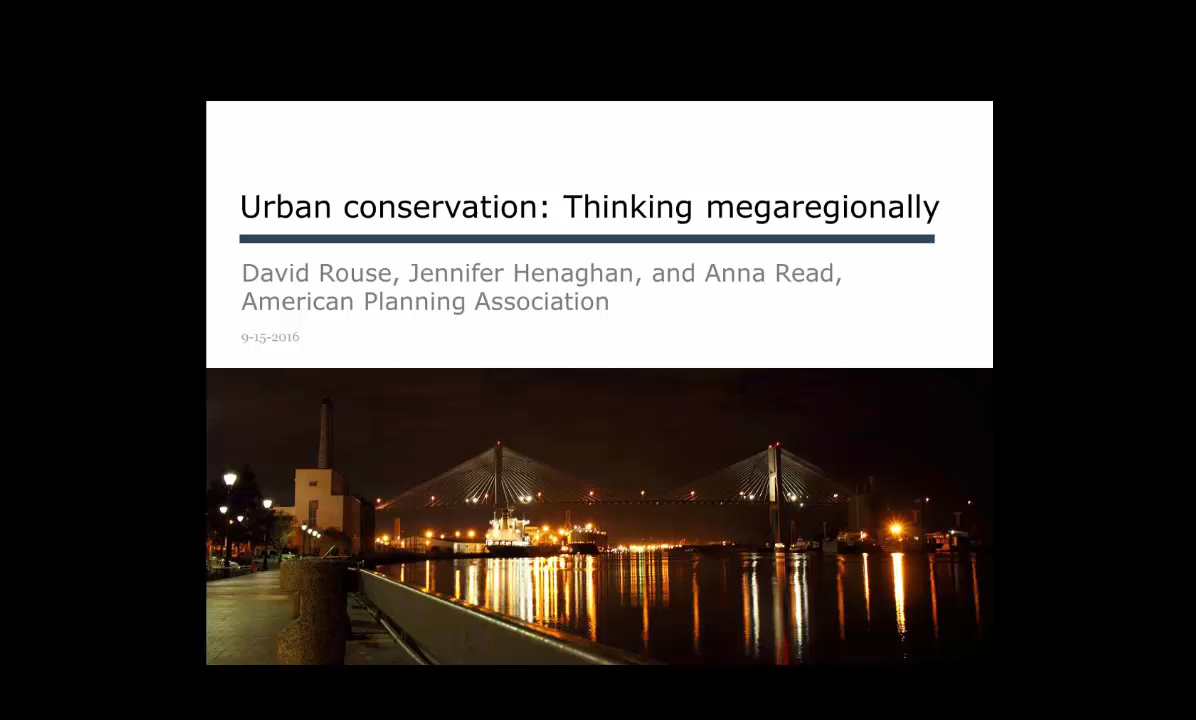 Urban conservation: Thinking megaregionally
David Rouse, Jennifer Henaghan, and Anna Read,
American Planning Association
9-15-2016